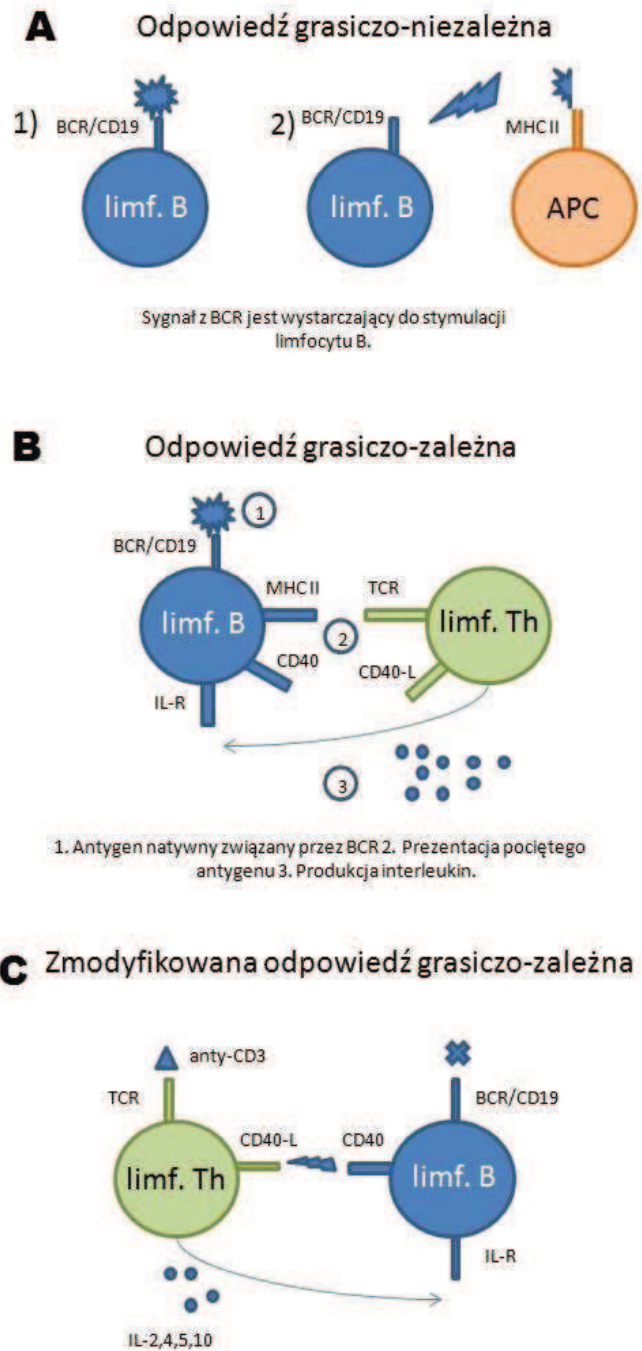 A Odpowiedź grasiczo-niezależna
1) BCR/CD19
limf. B
2) BCR/CD19
limf. B
MHC II
APC
Sygnał z BCR jest wystarczający do stymulacji
limfocytu B.
B Odpowiedź grasiczo-zależna
1
BCR/CD19
MHC II
TCR
limf. B
limf. Th
2
CD40
CD40-L
IL-R
3
1. Antygen natywny związany przez BCR 2. Prezentacja pociętego
antygenu 3. Produkcja interleukin.
C Zmodyfikowana odpowiedź grasiczo-zależna
anty-CD3
TCR
BCR/CD19
CD40-L
CD40
limf. Th
limf. B
IL-R
IL-2,4,5,10